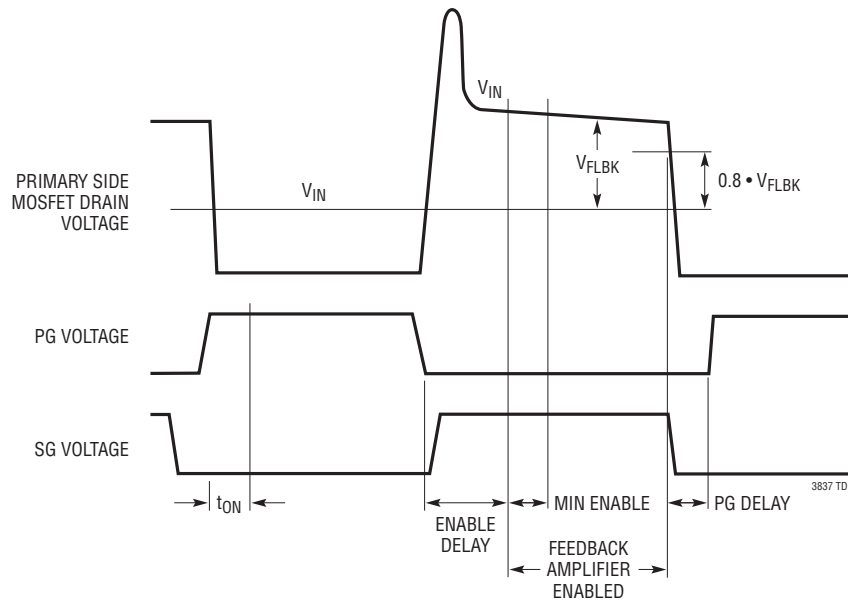 V_IN
PRIMARY SIDE
MOSFET DRAIN
VOLTAGE
V_IN
V_FLBK
0.8 • V_FLBK
PG VOLTAGE
SG VOLTAGE
3837 TD
t_ON
ENABLE
DELAY
MIN ENABLE
PG DELAY
FEEDBACK
AMPLIFIER
ENABLED